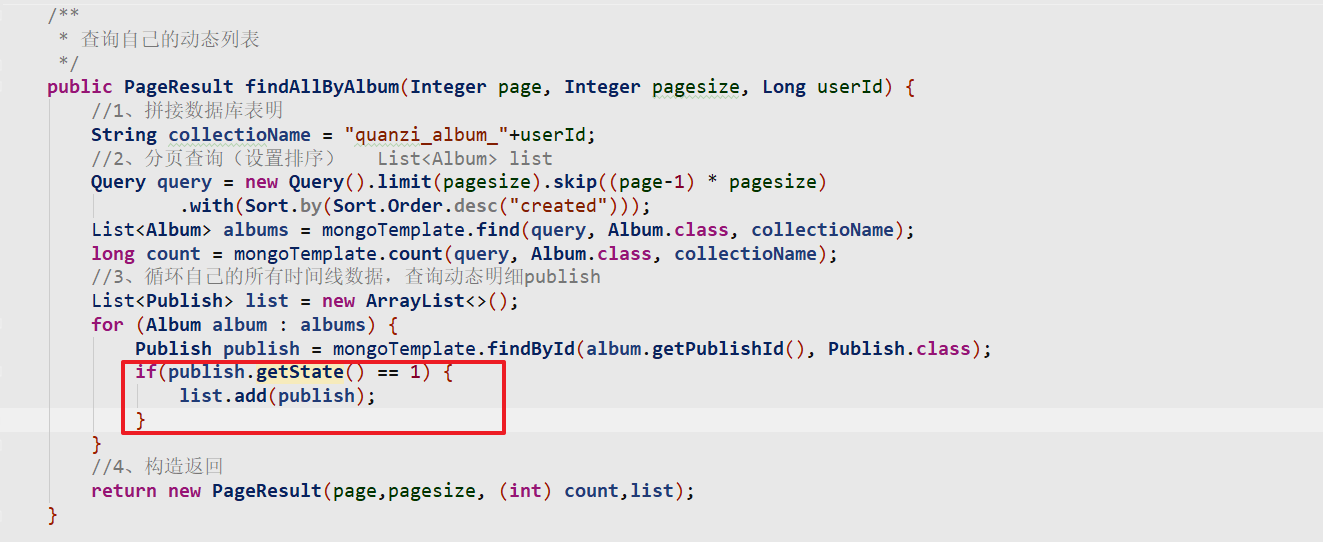 /**
 * 查询自己的动态列表
 */
public PageResult findAllByAlbum(Integer page, Integer pagesize, Long userId) {
    //1、拼接数据库表明
    String collectioName = "quanzi_album_"+userId;
    //2、分页查询（设置排序）   List<Album> list
    Query query = new Query().limit(pagesize).skip((page-1) * pagesize)
            .with(Sort.by(Sort.Order.desc("created")));
    List<Album> albums = mongoTemplate.find(query, Album.class, collectioName);
    long count = mongoTemplate.count(query, Album.class, collectioName);
    //3、循环自己的所有时间线数据，查询动态明细publish
    List<Publish> list = new ArrayList<>();
    for (Album album : albums) {
        Publish publish = mongoTemplate.findById(album.getPublishId(), Publish.class);
        if(publish.getState() == 1) {
            list.add(publish);
        }
    }
    //4、构造返回
    return new PageResult(page,pagesize, (int) count,list);
}